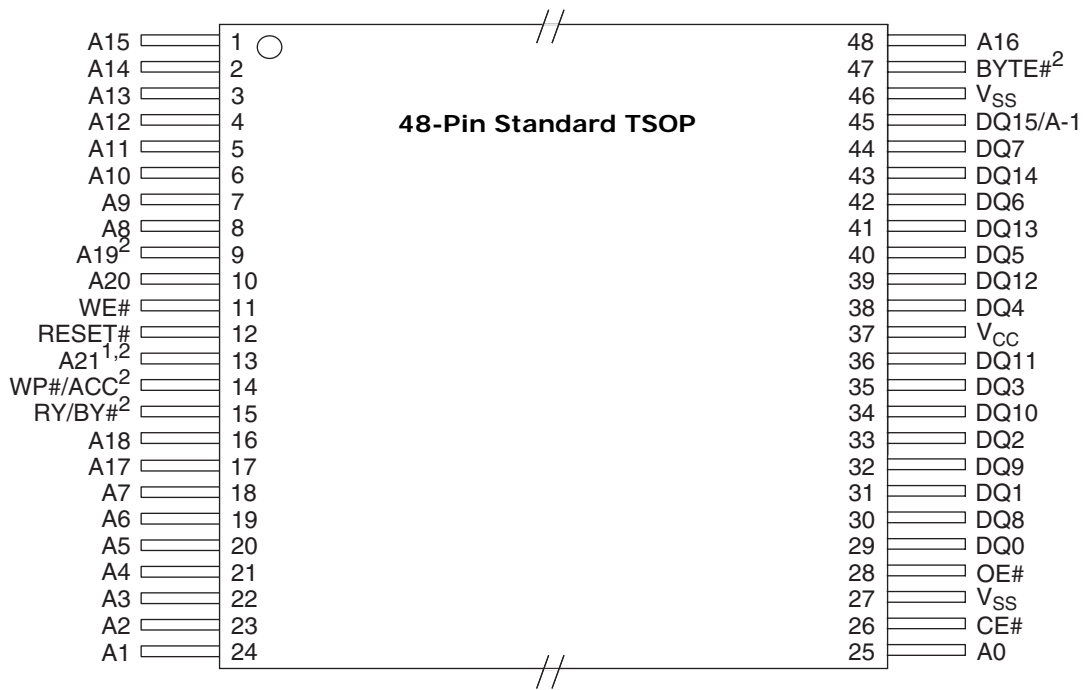 A15 1 48 A16
A14 2 47 BYTE#2
A13 3 46 VSS
A12 4 48-Pin Standard TSOP 45 DQ15/A-1
A11 5 44 DQ7
A10 6 43 DQ14
A9 7 42 DQ6
A8 8 41 DQ13
A192 9 40 DQ5
A20 10 39 DQ12
WE# 11 38 DQ4
RESET# 12 37 VCC
A211,2 13 36 DQ11
WP#/ACC2 14 35 DQ3
RY/BY#2 15 34 DQ10
A18 16 33 DQ2
A17 17 32 DQ9
A7 18 31 DQ1
A6 19 30 DQ8
A5 20 29 DQ0
A4 21 28 OE#
A3 22 27 VSS
A2 23 26 CE#
A1 24 25 A0